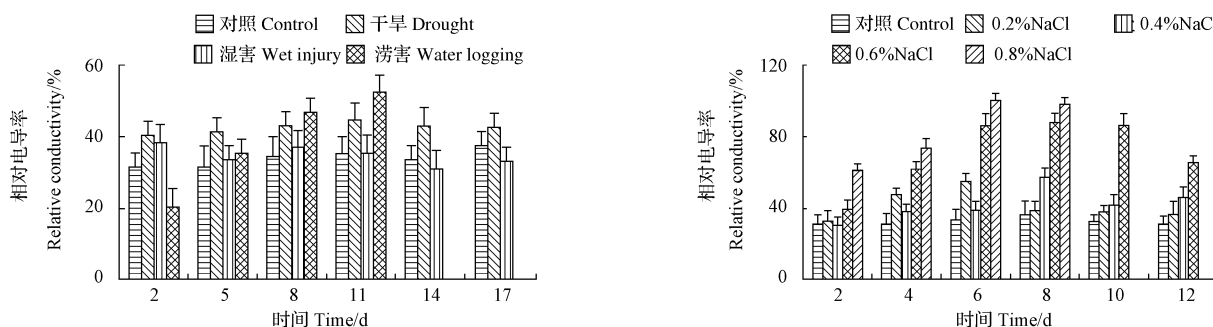 对照 Control 干旱 Drought
湿害 Wet injury 涝害 Water logging
60
40
20
0
相对电导率
Relative conductivity/%
2 5 8 11 14 17
时间 Time/d
对照 Control 0.2%NaCl 0.4%NaC
0.6%NaCl 0.8%NaCl
120
80
40
0
相对电导率
Relative conductivity/%
2 4 6 8 10 12
时间 Time/d